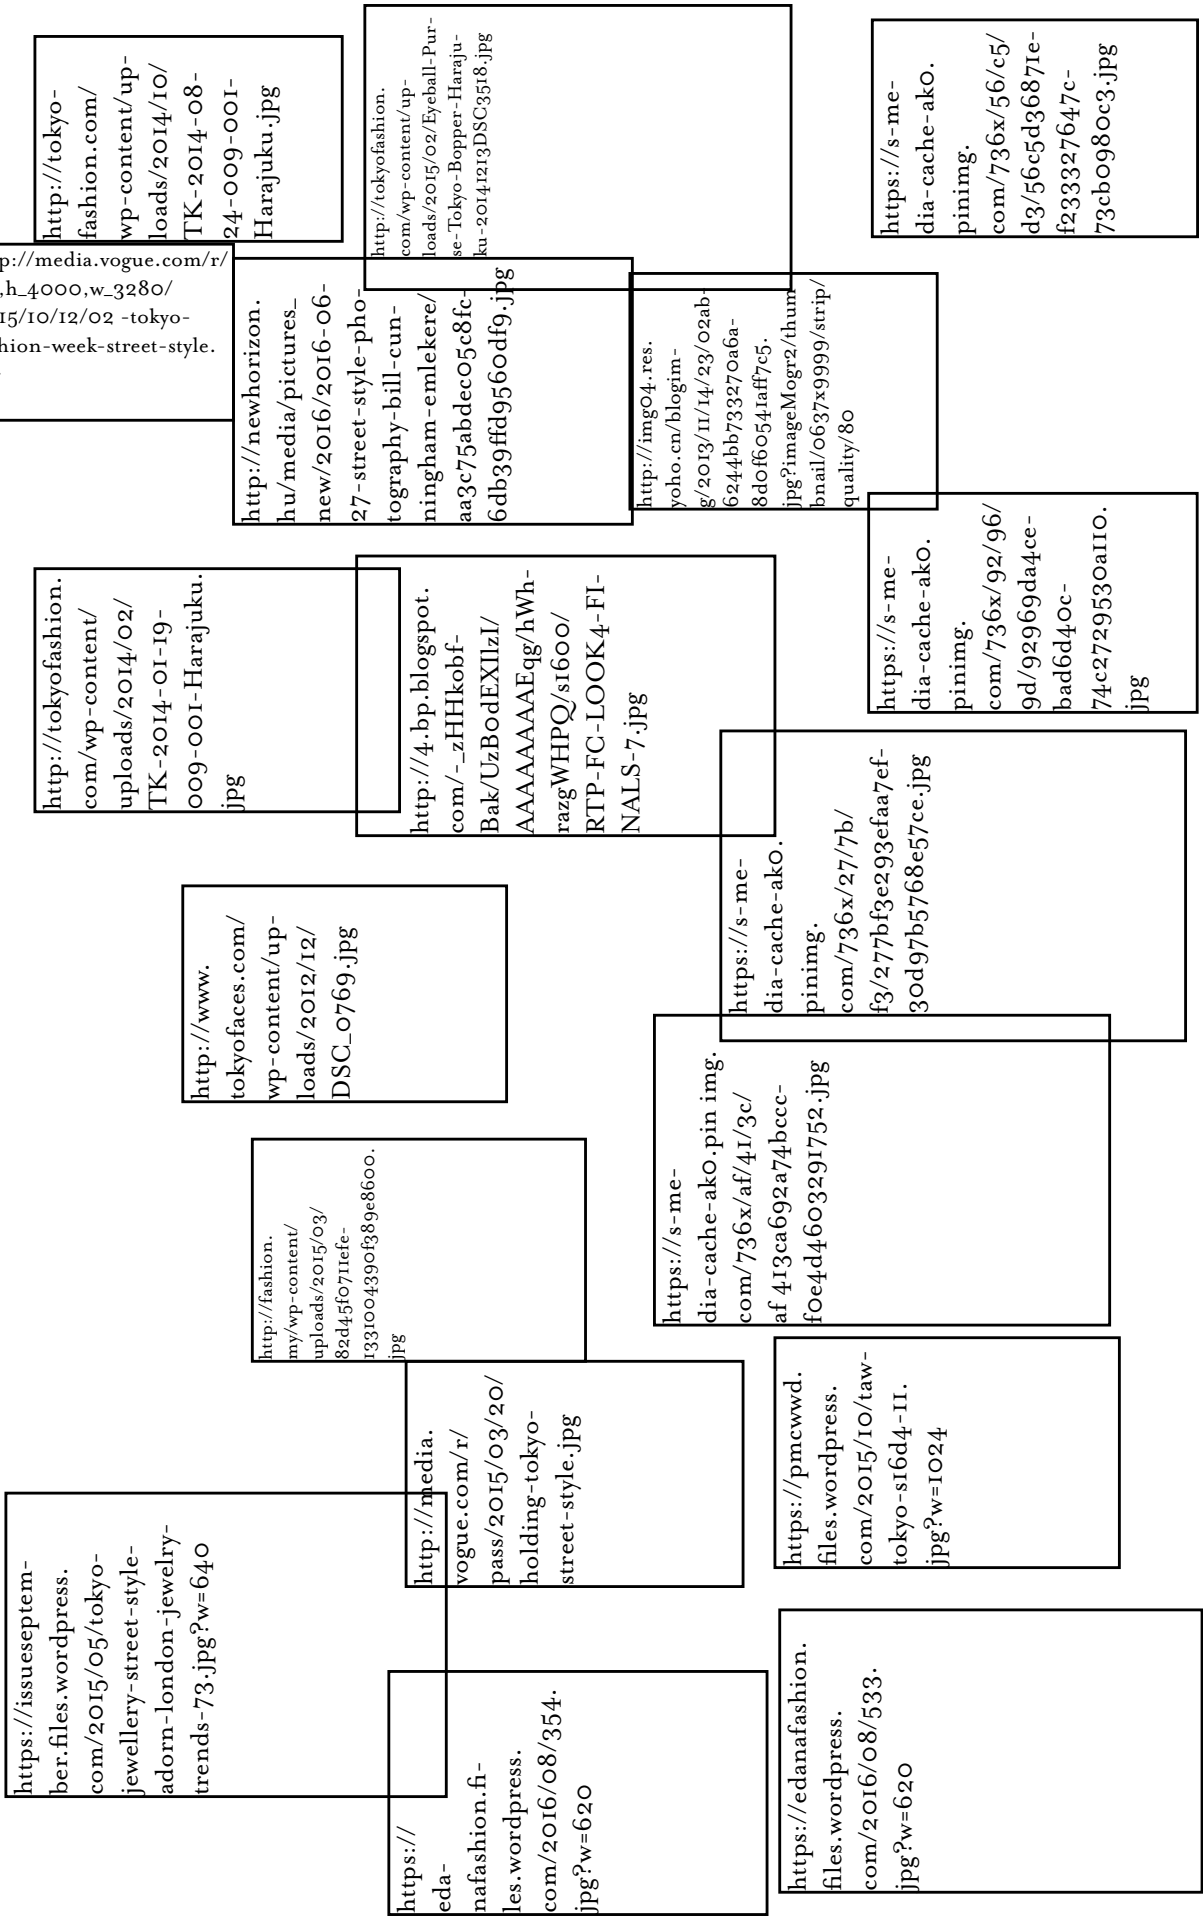 http://tokyo-
fashion.com/
wp-content/up-
loads/2014/10/
TK-2014-08-
24-009-001-
Harajuku.jpg
http://tokyofashion.
com/wp-content/up-
loads/2015/02/Eyeball-Pur-
se-Tokyo-Bopper-Haraju-
ku-20141213DSC3518.jpg
https://s-me-
dia-cache-ak0.
pinimg.
com/736x/56/c5/
d3/56c5d36871e-
f233327647c-
73cb0980c3.jpg
p://media.vogue.com/r/
,h_4000,w_3280/
15/10/12/02 -tokyo-
hion-week-street-style.
http://newhorizon.
hu/media/pictures_
new/2016/2016-06-
27-street-style-pho-
tography-bill-cun-
ningham-emlekere/
aa3c75abdec05c8fc-
6db39ffd9560df9.jpg
http://img04.res.
yoho.cn/blogim-
g/2013/11/14/23/02ab-
6244bb733270a6a-
8d0f60541aff7c5.
jpg?imageMogr2/thum
bnail/0637x9999/strip/
quality/80
https://s-me-
dia-cache-ak0.
pinimg.
com/736x/92/96/
9d/92969da4ce-
bad6d40c-
74c2729530a110.
jpg
http://tokyofashion.
com/wp-content/
uploads/2014/02/
TK-2014-01-19-
009-001-Harajuku.
jpg
http://4.bp.blogspot.
com/-_zHHkobf-
Bak/UzB0dEXIlzI/
AAAAAAAAEqg/hWh-
razgWHPQ/s1600/
RTP-FC-LOOK4-FI-
NALS-7.jpg
https://s-me-
dia-cache-ak0.
pinimg.
com/736x/27/7b/
f3/277bf3e293efaa7ef-
30d97b5768e57ce.jpg
http://www.
tokyofaces.com/
wp-content/up-
loads/2012/12/
DSC_0769.jpg
https://s-me-
dia-cache-ak0.pin img.
com/736x/af/41/3c/
af 413ca692a74bccc-
f0e4d4603291752.jpg
http://fashion.
my/wp-content/
uploads/2015/03/
82d45f0711efe-
1331004390f389e8600.
jpg
http://media.
vogue.com/r/
pass/2015/03/20/
holding-tokyo-
street-style.jpg
https://pmcwwd.
files.wordpress.
com/2015/10/taw-
tokyo-s16d4-11.
jpg?w=1024
https://issueseptem-
ber.files.wordpress.
com/2015/05/tokyo-
jewellery-street-style-
adorn-london-jewelry-
trends-73.jpg?w=640
https://
eda-
nafashion.fi-
les.wordpress.
com/2016/08/354.
jpg?w=620
https://edanafashion.
files.wordpress.
com/2016/08/533.
jpg?w=620